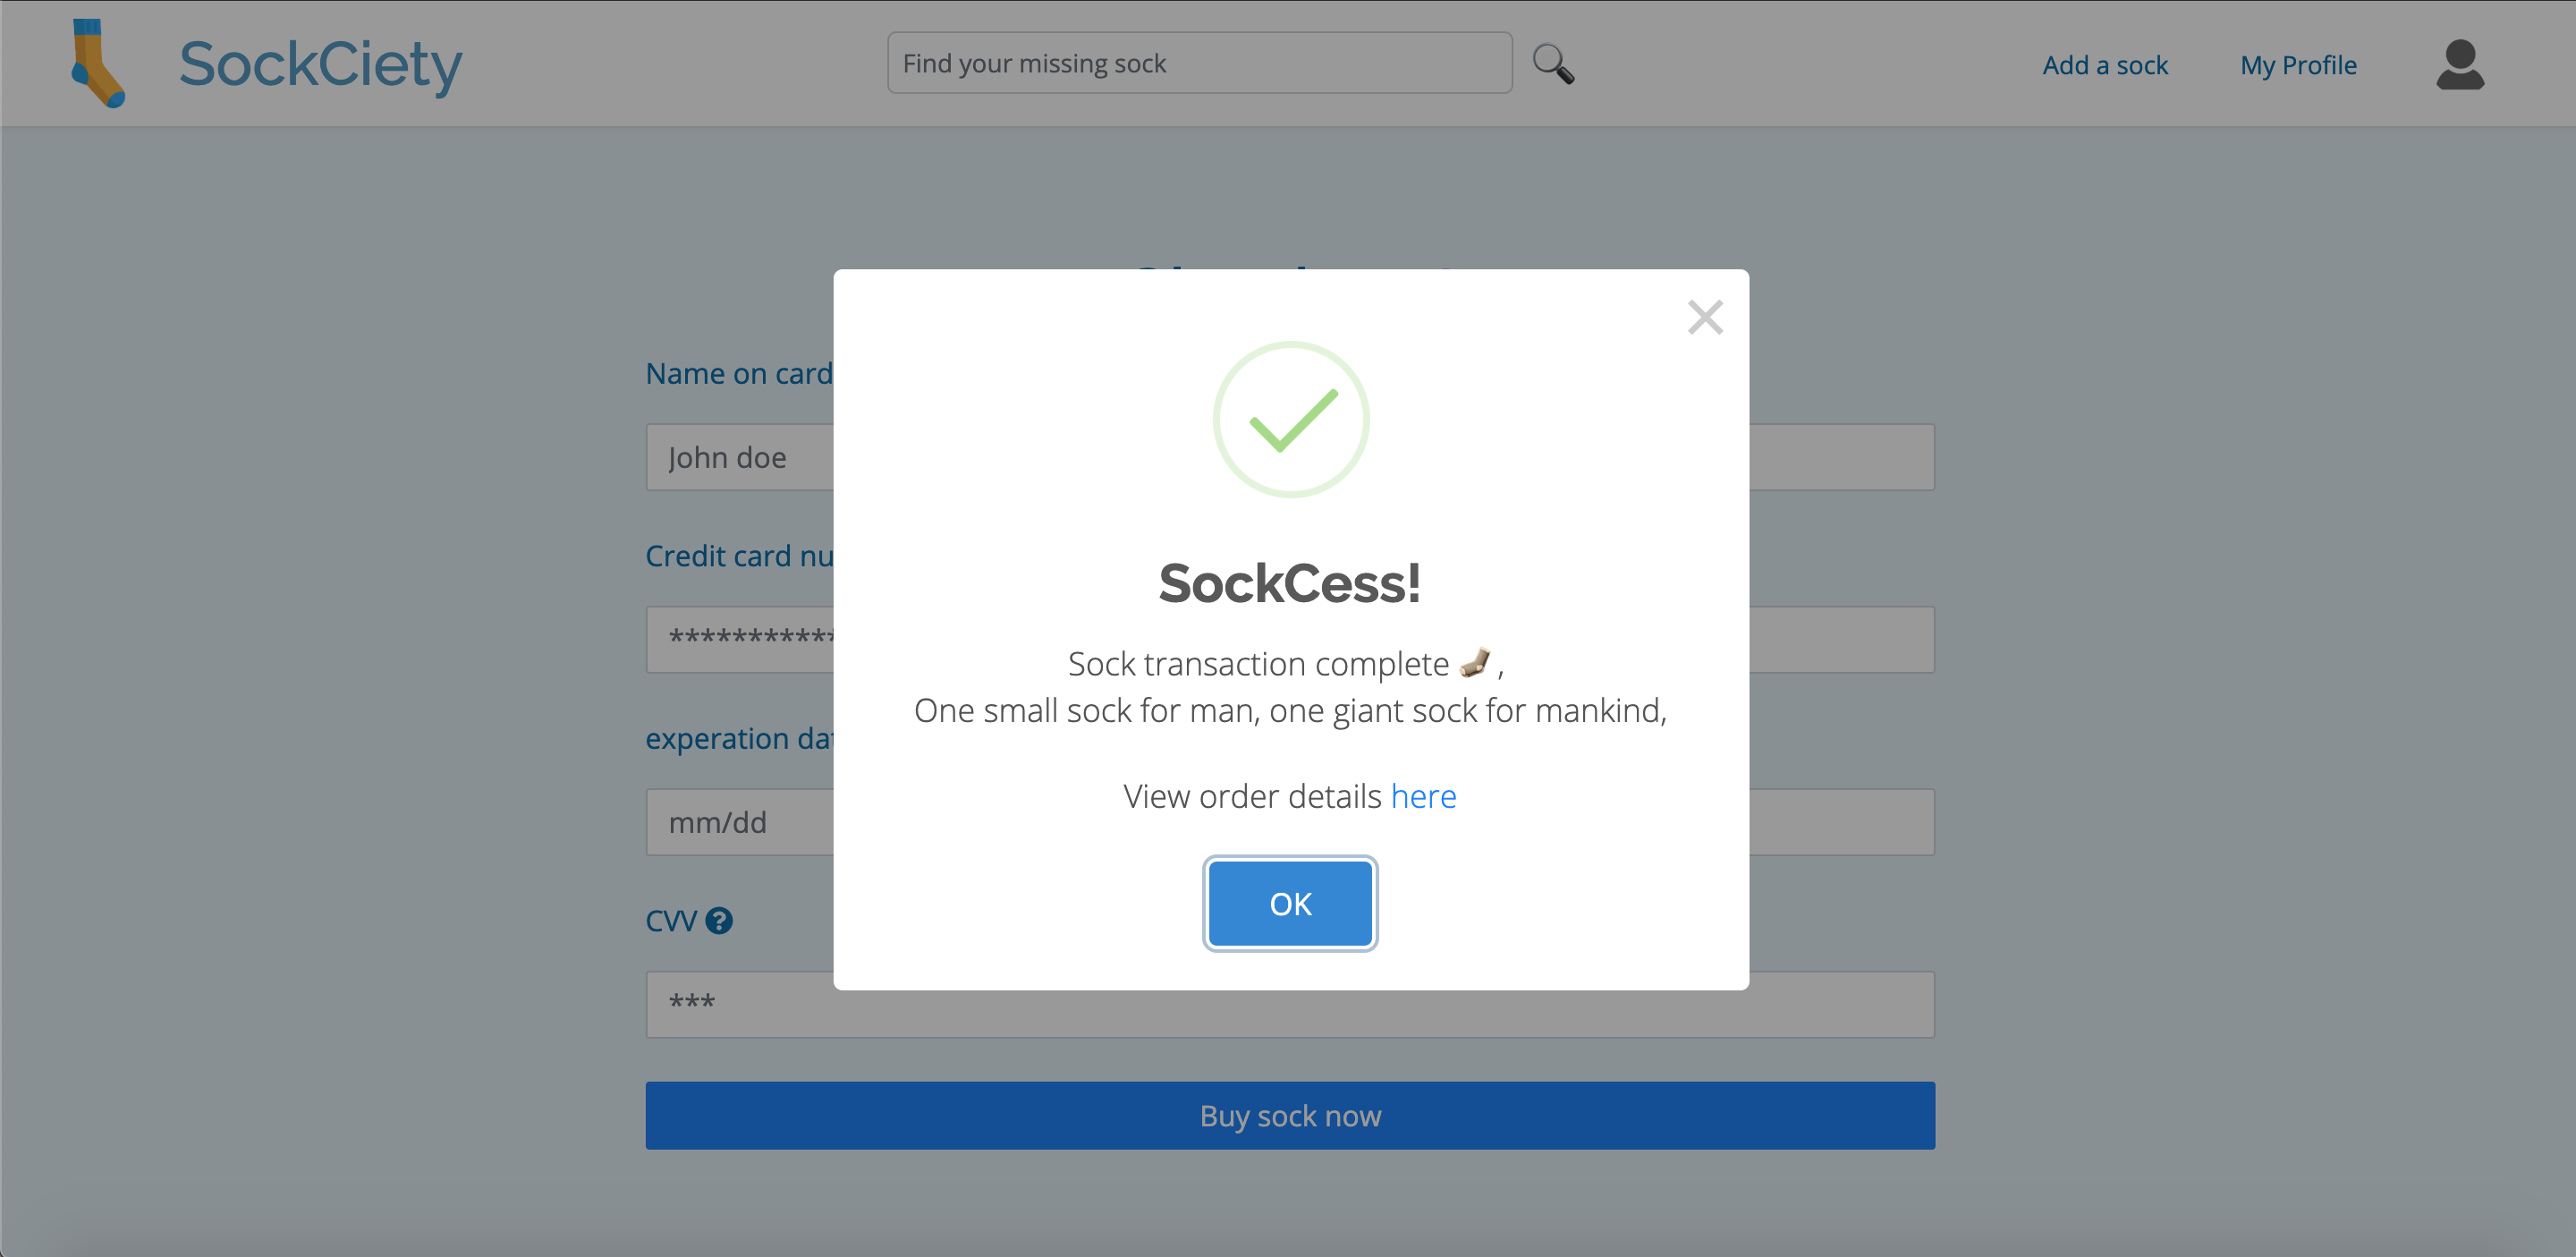 SockCiety
Find your missing sock
Add a sock
My Profile
Name on card
John doe
Credit card nu
***********
experation dat
mm/dd
CVV ?
***
SockCess!
Sock transaction complete 🧦,
One small sock for man, one giant sock for mankind,
View order details here
OK
Buy sock now